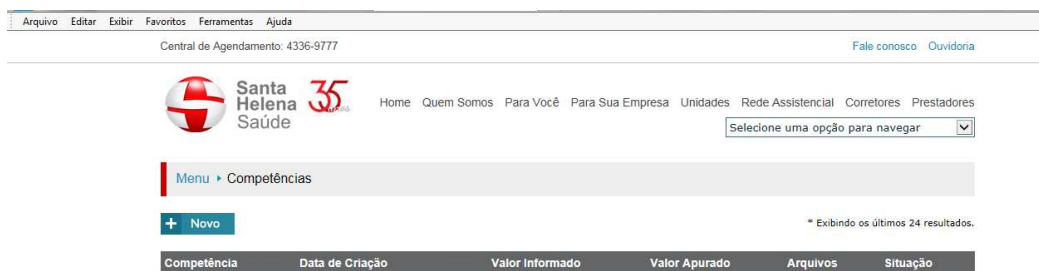 Arquivo Editar Exibir Favoritos Ferramentas Ajuda
Central de Agendamento: 4336-9777 Fale conosco Ouvidoria
Santa Helena Saúde
35 anos
Home Quem Somos Para Você Para Sua Empresa Unidades Rede Assistencial Corretores Prestadores
Selecione uma opção para navegar
Menu Competências
+ Novo * Exibindo os últimos 24 resultados.
Competência Data de Criação Valor Informado Valor Apurado Arquivos Situação